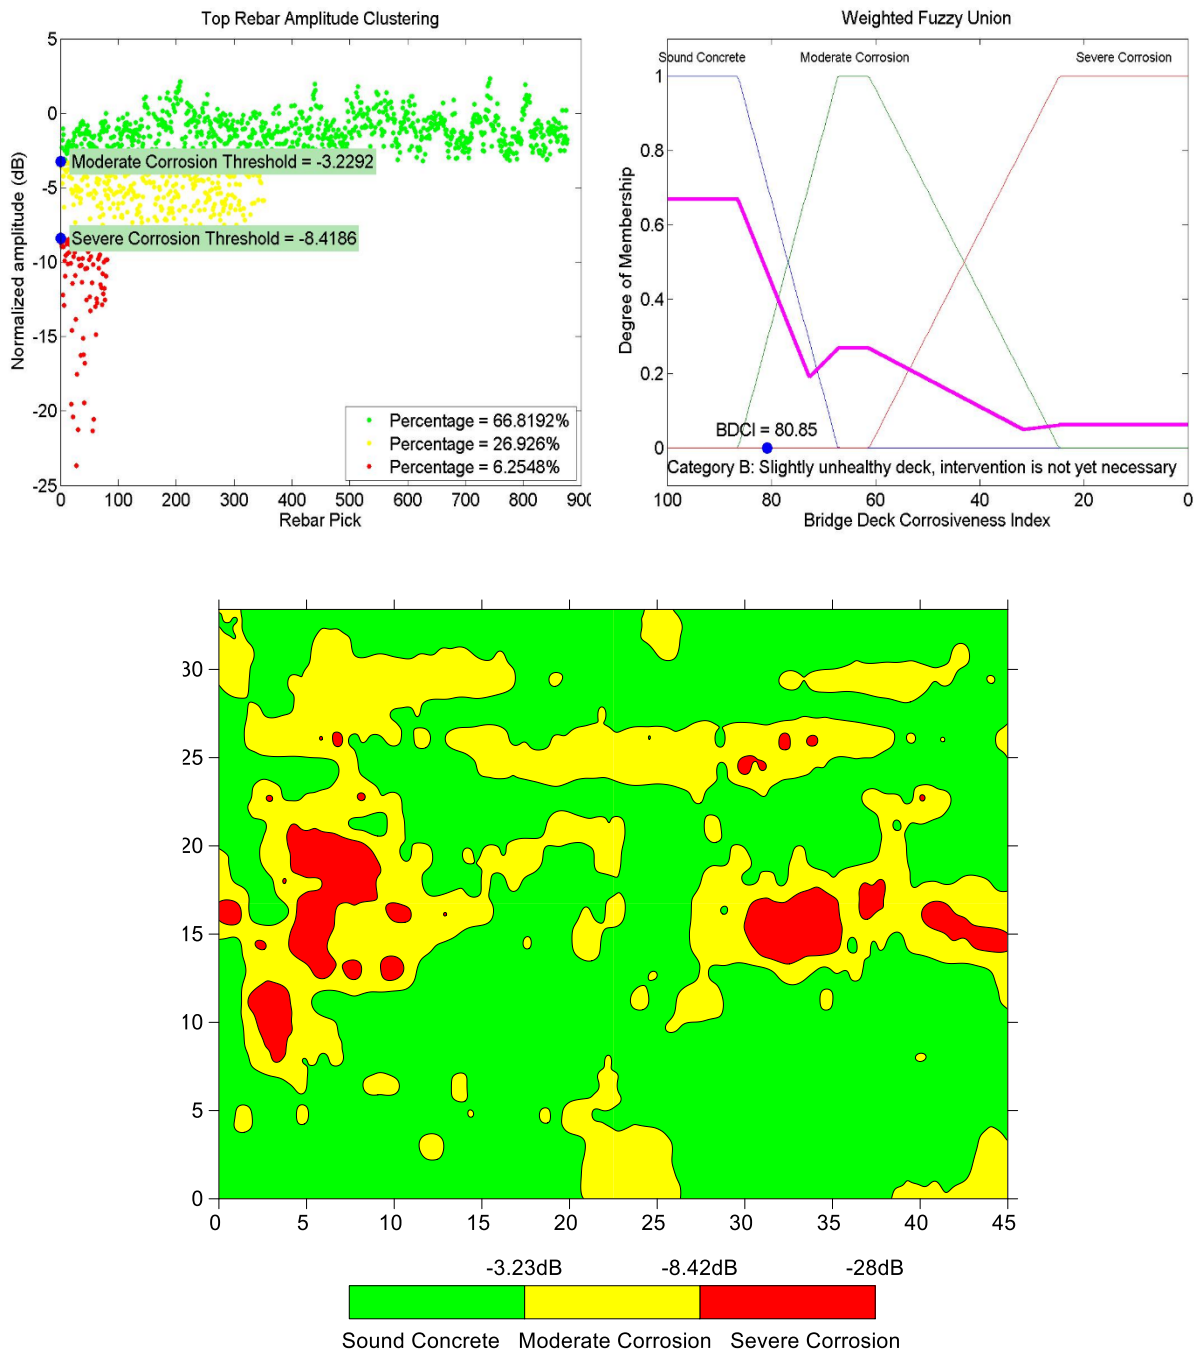 Top Rebar Amplitude Clustering
5
0
-5
-10
-15
-20
-25
Normalized amplitude (dB)
Moderate Corrosion Threshold = -3.2292
Severe Corrosion Threshold = -8.4186
Percentage = 66.8192%
Percentage = 26.926%
Percentage = 6.2548%
0 100 200 300 400 500 600 700 800 900
Rebar Pick
Weighted Fuzzy Union
Sound Concrete Moderate Corrosion Severe Corrosion
1
0.8
0.6
0.4
0.2
0
Degree of Membership
BDCI = 80.85
Category B: Slightly unhealthy deck, intervention is not yet necessary
100 80 60 40 20 0
Bridge Deck Corrosiveness Index
30
25
20
15
10
5
0
0 5 10 15 20 25 30 35 40 45
-3.23dB -8.42dB -28dB
Sound Concrete Moderate Corrosion Severe Corrosion